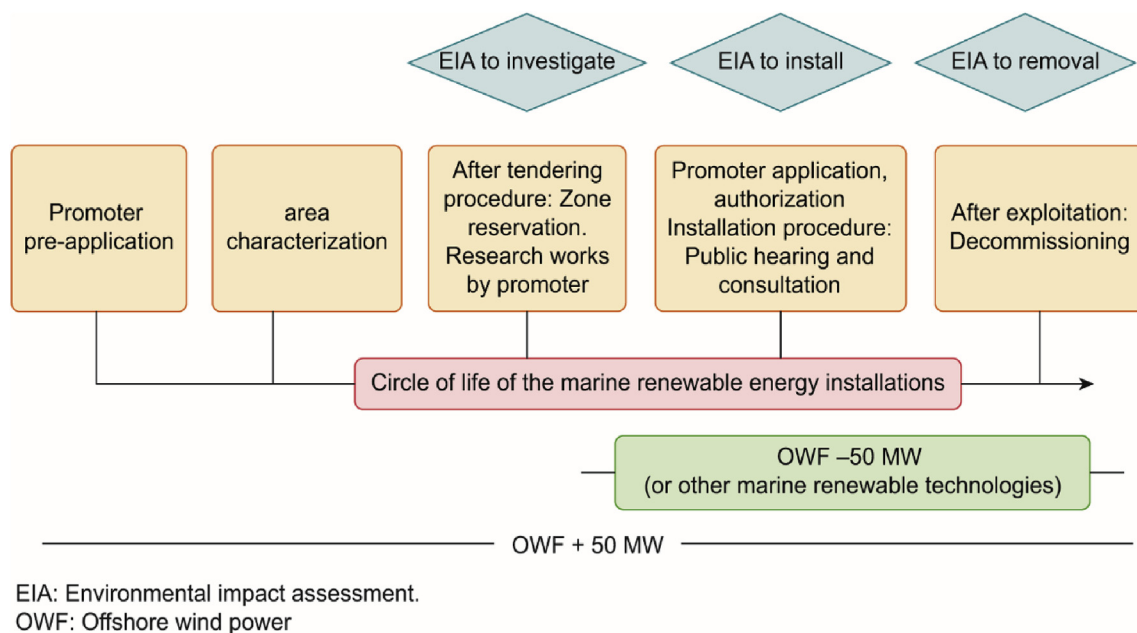 EIA to investigate
EIA to install
EIA to removal
Promoter
pre-application
area
characterization
After tendering
procedure: Zone
reservation.
Research works
by promoter
Promoter application,
authorization
Installation procedure:
Public hearing and
consultation
After exploitation:
Decommissioning
Circle of life of the marine renewable energy installations
OWF –50 MW
(or other marine renewable technologies)
OWF + 50 MW
EIA: Environmental impact assessment.
OWF: Offshore wind power